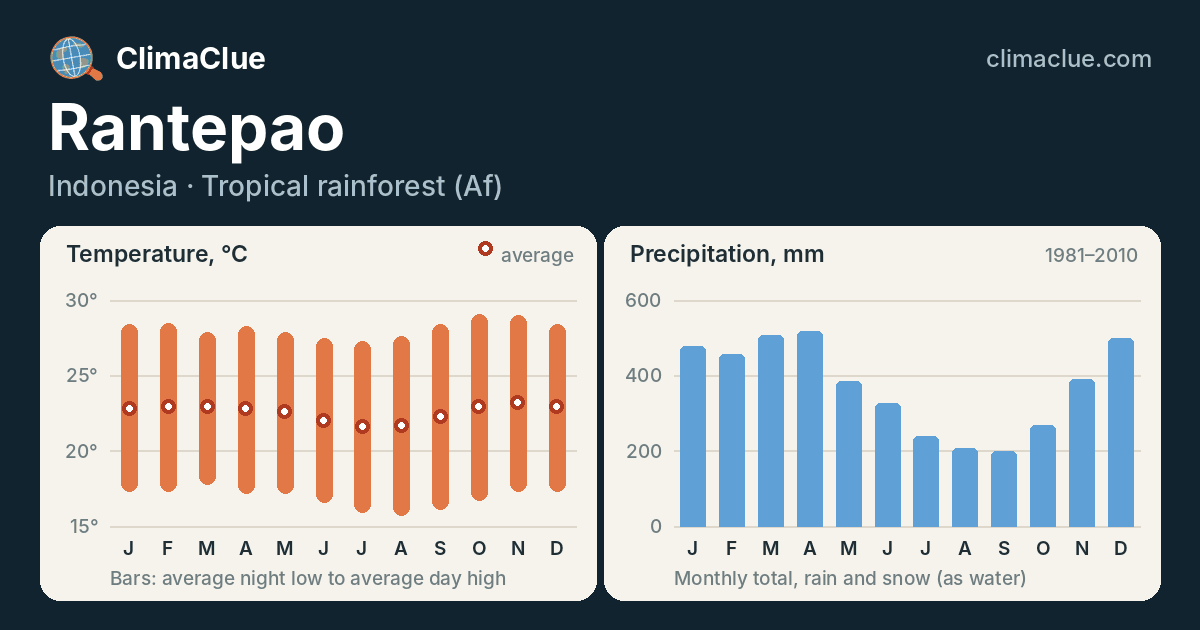 ClimaClue
climaclue.com
Rantepao
Indonesia · Tropical rainforest (Af)
Temperature, °C
average
30°
25°
20°
15°
J F M A M J J A S O N D
Bars: average night low to average day high
Precipitation, mm
1981–2010
600
400
200
0
J F M A M J J A S O N D
Monthly total, rain and snow (as water)